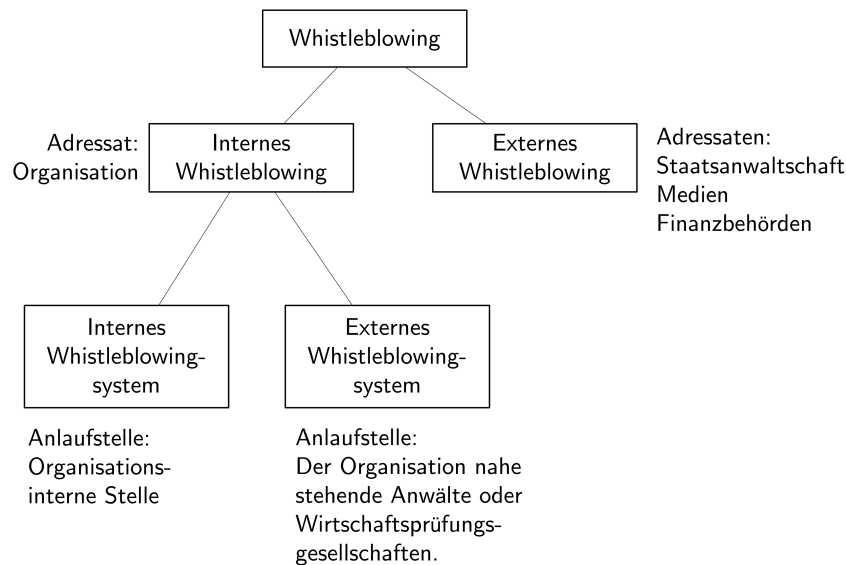 Whistleblowing
Adressat:
Organisation
Internes
Whistleblowing
Externes
Whistleblowing
Adressaten:
Staatsanwaltschaft
Medien
Finanzbehörden
Internes
Whistleblowing-
system
Externes
Whistleblowing-
system
Anlaufstelle:
Organisations-
interne Stelle
Anlaufstelle:
Der Organisation nahe
stehende Anwälte oder
Wirtschaftsprüfungs-
gesellschaften.